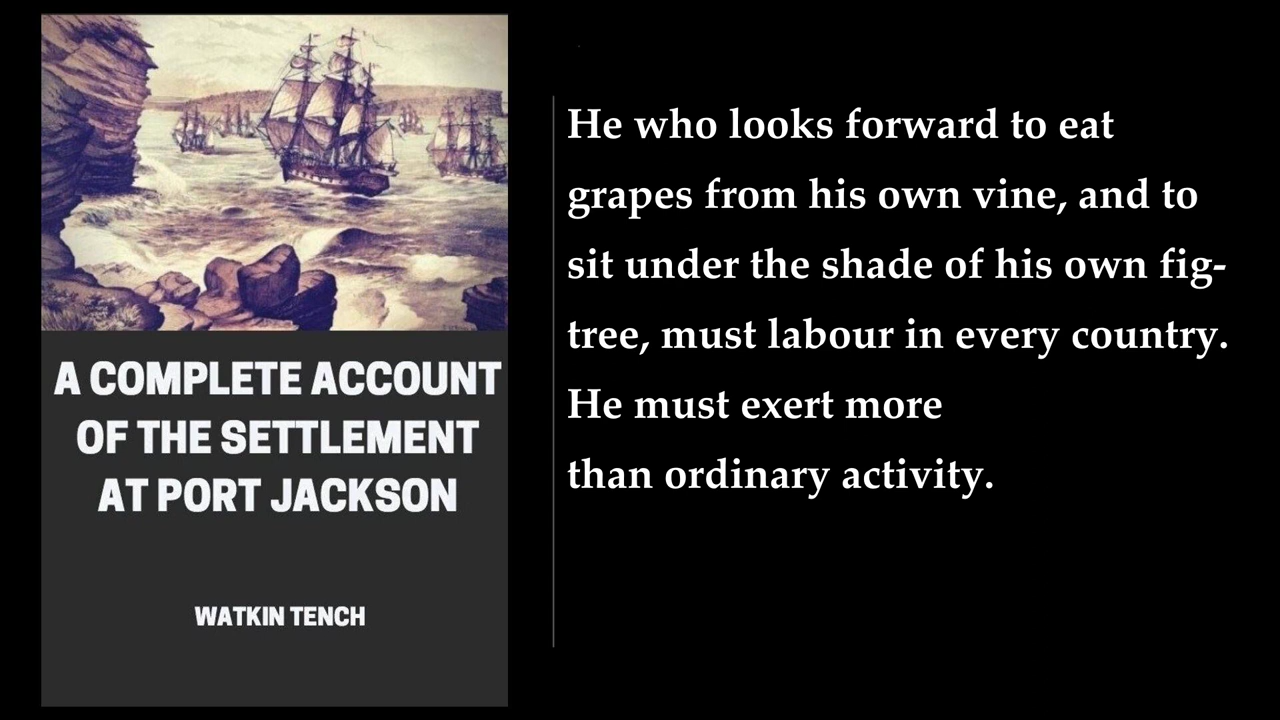 A COMPLETE ACCOUNT
OF THE SETTLEMENT
AT PORT JACKSON
WATKIN TENCH
He who looks forward to eat
grapes from his own vine, and to
sit under the shade of his own fig-
tree, must labour in every country.
He must exert more
than ordinary activity.